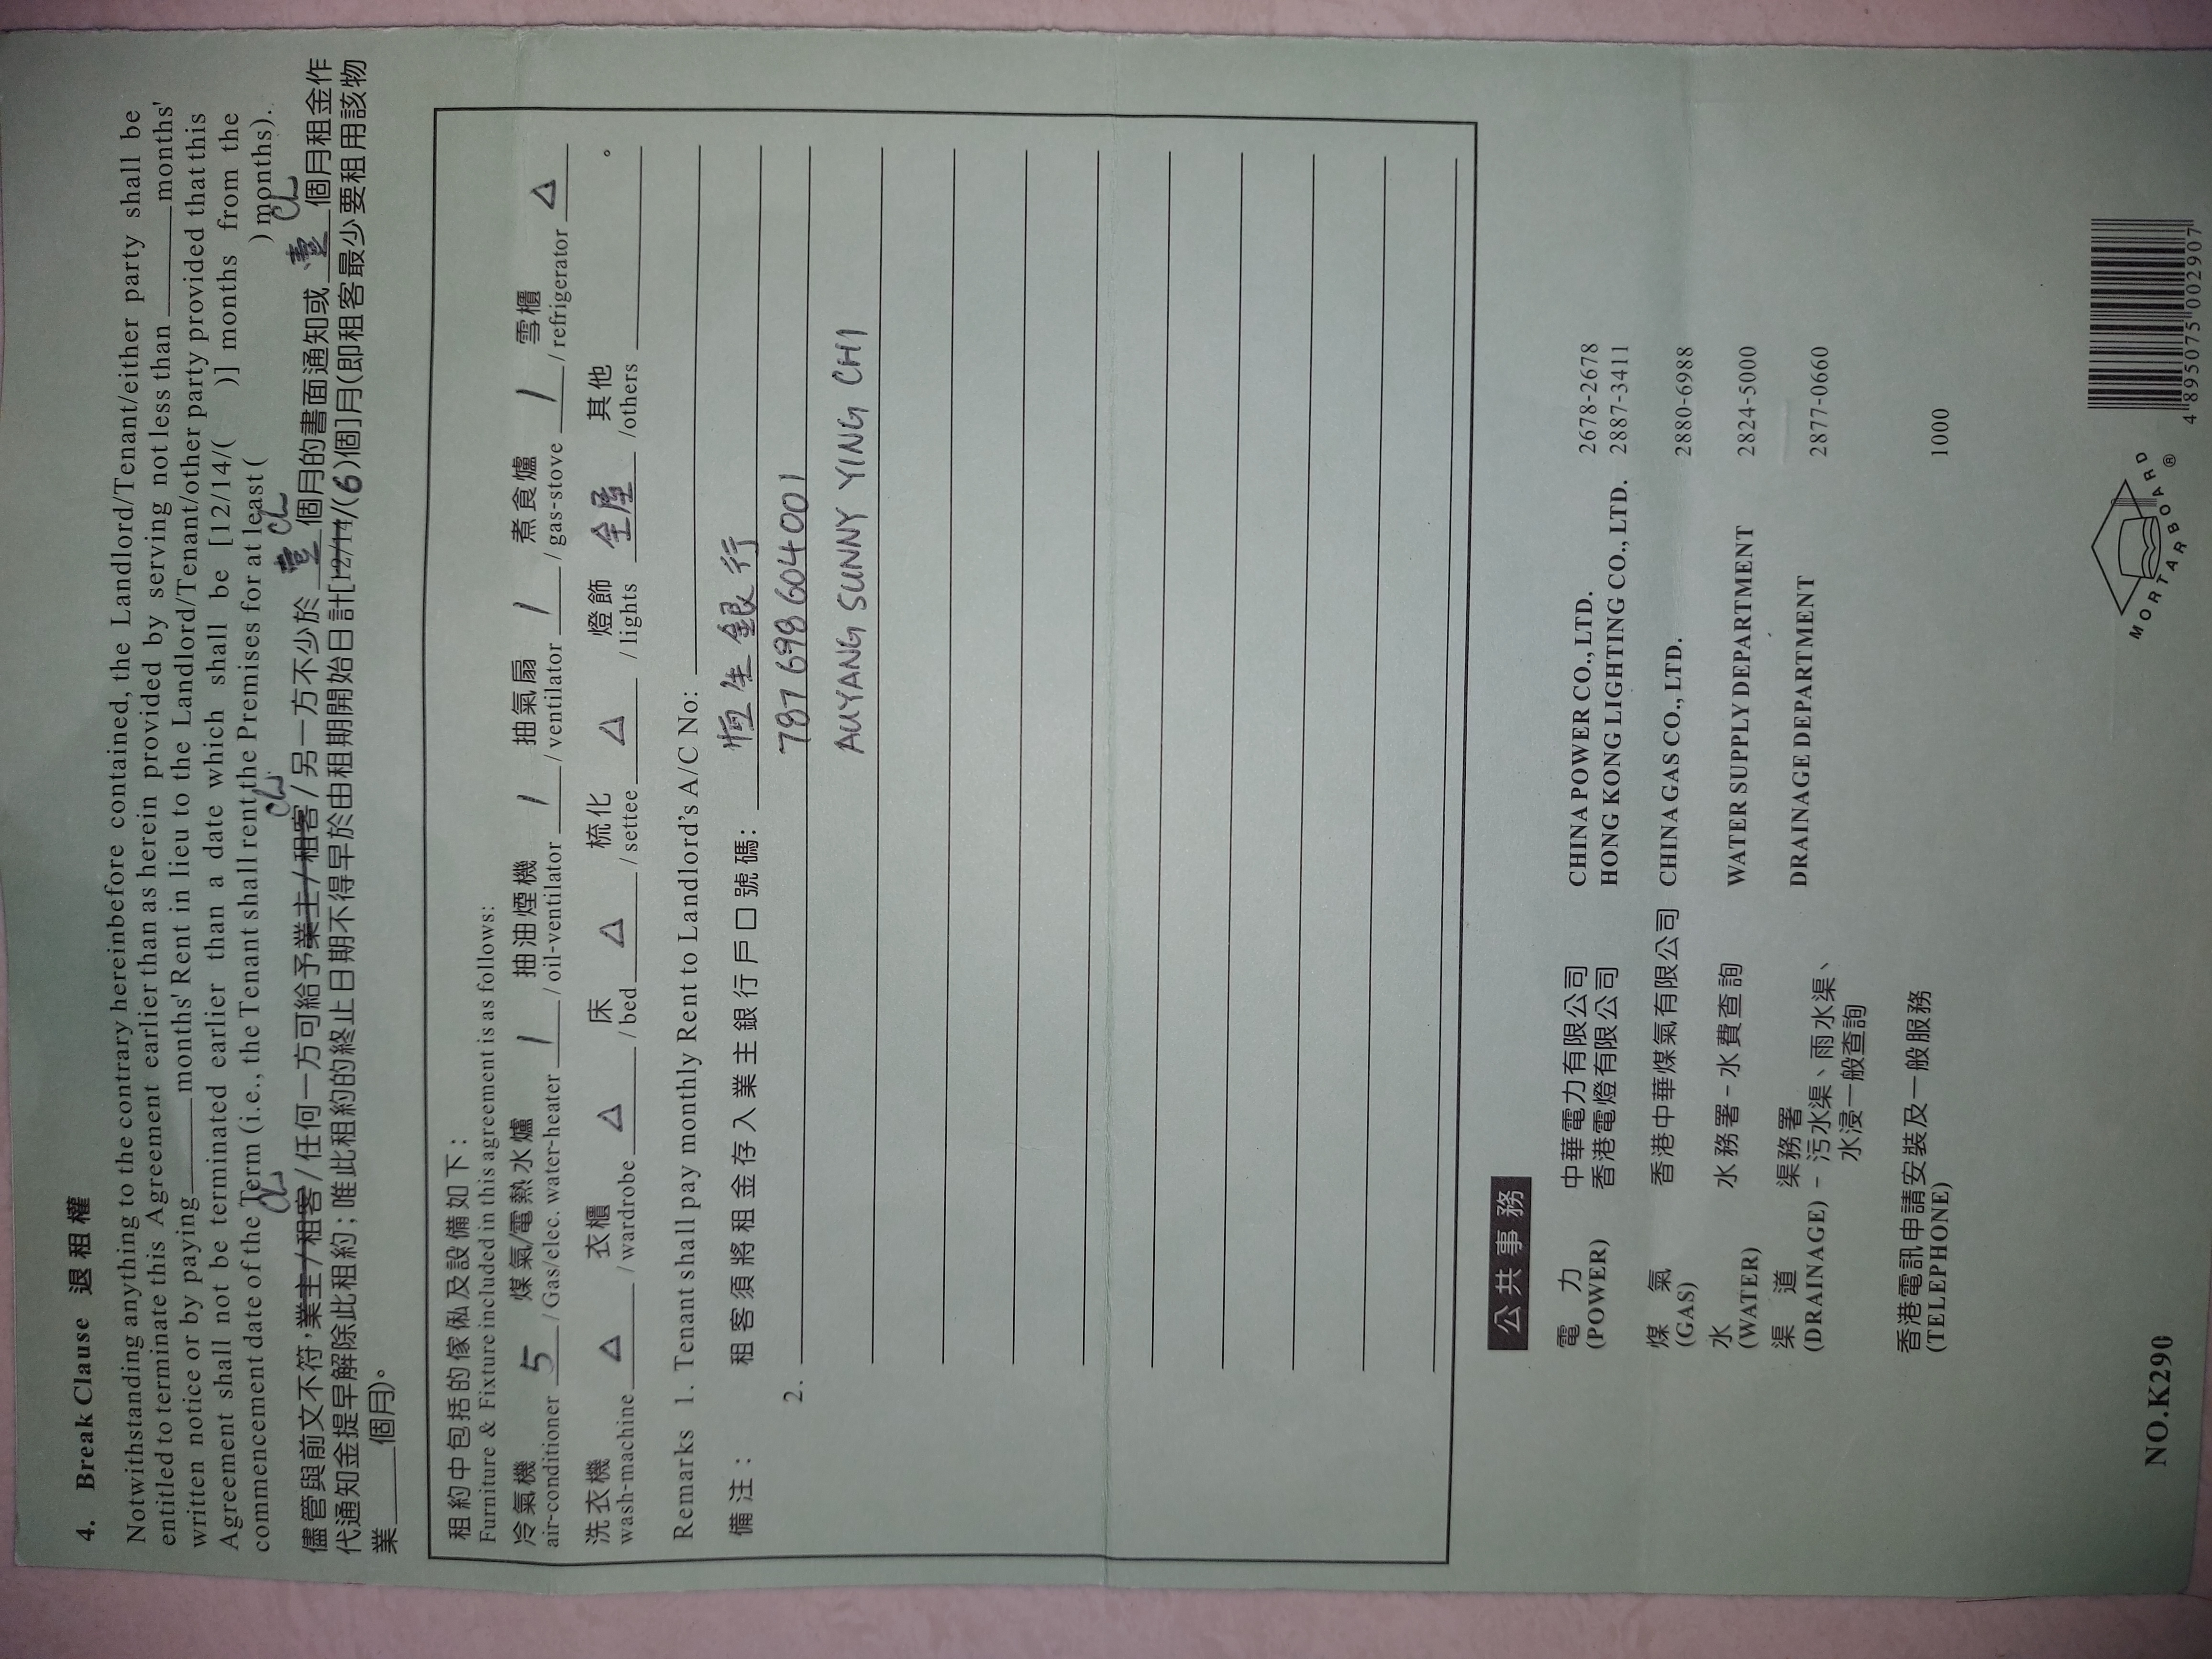 4. Break Clause 退租權
Notwithstanding anything to the contrary hereinbefore contained, the Landlord/Tenant/either party shall be
entitled to terminate this Agreement earlier than as herein provided by serving not less than ______months'
written notice or by paying______months' Rent in lieu to the Landlord/Tenant/other party provided that this
Agreement shall not be terminated earlier than a date which shall be [12/14/( )] months from the
commencement date of the Term (i.e., the Tenant shall rent the Premises for at least ( ) months).
CL CL CL CL
儘管與前文不符,業主/租客/任何一方可給予業主/租客/另一方不少於 壹 個月的書面通知或 壹 個月租金作
代通知金提早解除此租約;唯此租約的終止日期不得早於由租期開始日計[12/14/(6)個]月(即租客最少要租用該物
業______個月)。
租約中包括的傢俬及設備如下:
Furniture & Fixture included in this agreement is as follows:
冷氣機 煤氣/電熱水爐 抽油煙機 抽氣扇 煮食爐 雪櫃
air-conditioner 5 / Gas/elec. water-heater 1 / oil-ventilator 1 / ventilator 1 / gas-stove 1 / refrigerator △
洗衣機 衣櫃 床 梳化 燈飾 其他
wash-machine △ / wardrobe △ / bed △ / settee △ / lights 全屋 / others 。
Remarks 1. Tenant shall pay monthly Rent to Landlord's A/C No:
備注: 租客須將租金存入業主銀行戶口號碼: 恒生銀行
2. 787 698 604001
AUYANG SUNNY YING CHI
公共事務
電力 中華電力有限公司 CHINA POWER CO., LTD. 2678-2678
(POWER) 香港電燈有限公司 HONG KONG LIGHTING CO., LTD. 2887-3411
煤氣 香港中華煤氣有限公司 CHINA GAS CO., LTD. 2880-6988
(GAS)
水 水務署-水費查詢 WATER SUPPLY DEPARTMENT 2824-5000
(WATER)
渠道 渠務署 DRAINAGE DEPARTMENT 2877-0660
(DRAINAGE) - 污水渠、雨水渠、
水浸一般查詢
香港電訊申請安裝及一般服務 1000
(TELEPHONE)
NO.K290
MORTARBOARD ®
4 895075 002907